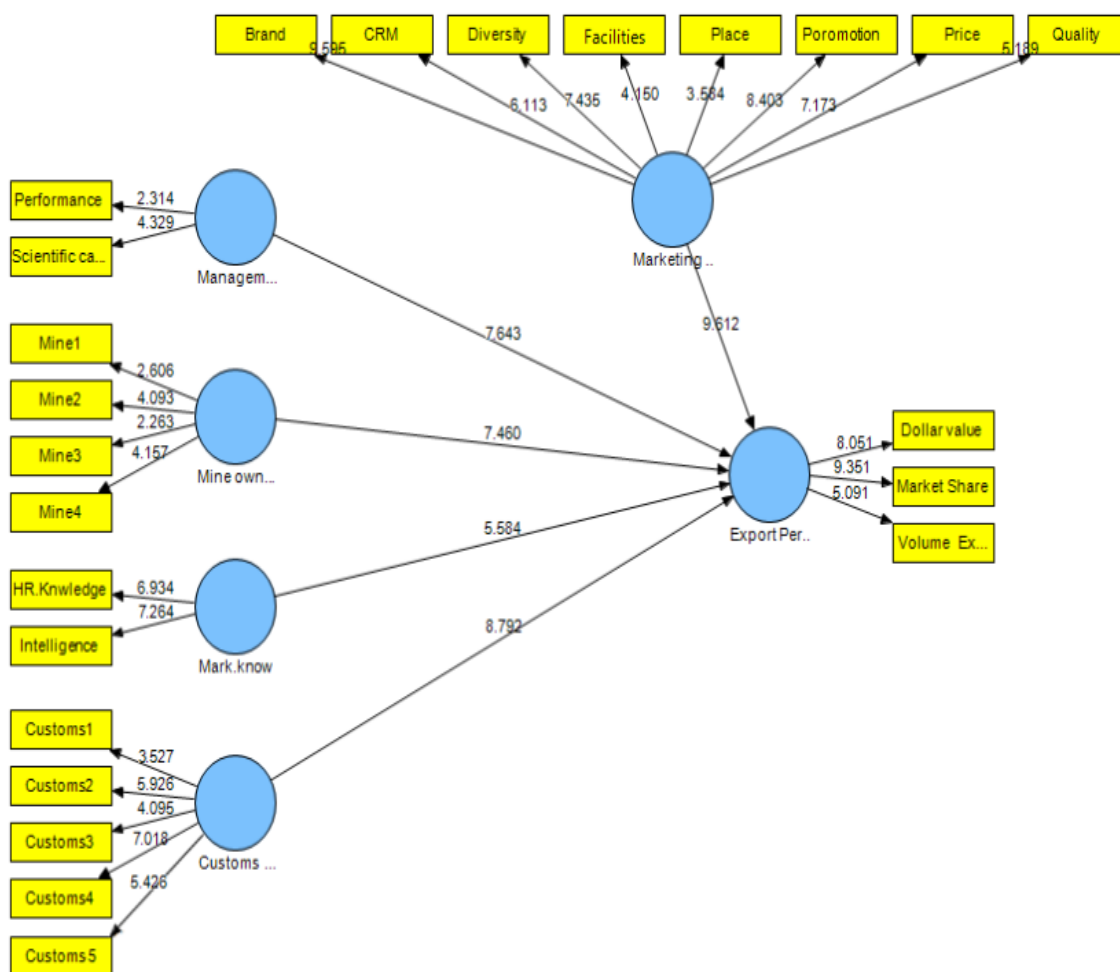 Brand
CRM
Diversity
Facilities
Place
Poromotion
Price
Quality
9.595
6.113
7.435
4.150
3.584
8.403
7.173
5.189
Performance
Scientific ca...
2.314
4.329
Managem...
Marketing ..
7.643
9.612
Mine1
Mine2
Mine3
Mine4
2.606
4.093
2.263
4.157
Mine own...
7.460
Dollar value
Market Share
Volume Ex...
8.051
9.351
5.091
Export Per..
HR.Knwledge
Intelligence
6.934
7.264
Mark.know
5.584
8.792
Customs1
Customs2
Customs3
Customs4
Customs5
3.527
5.926
4.095
7.018
5.426
Customs ...